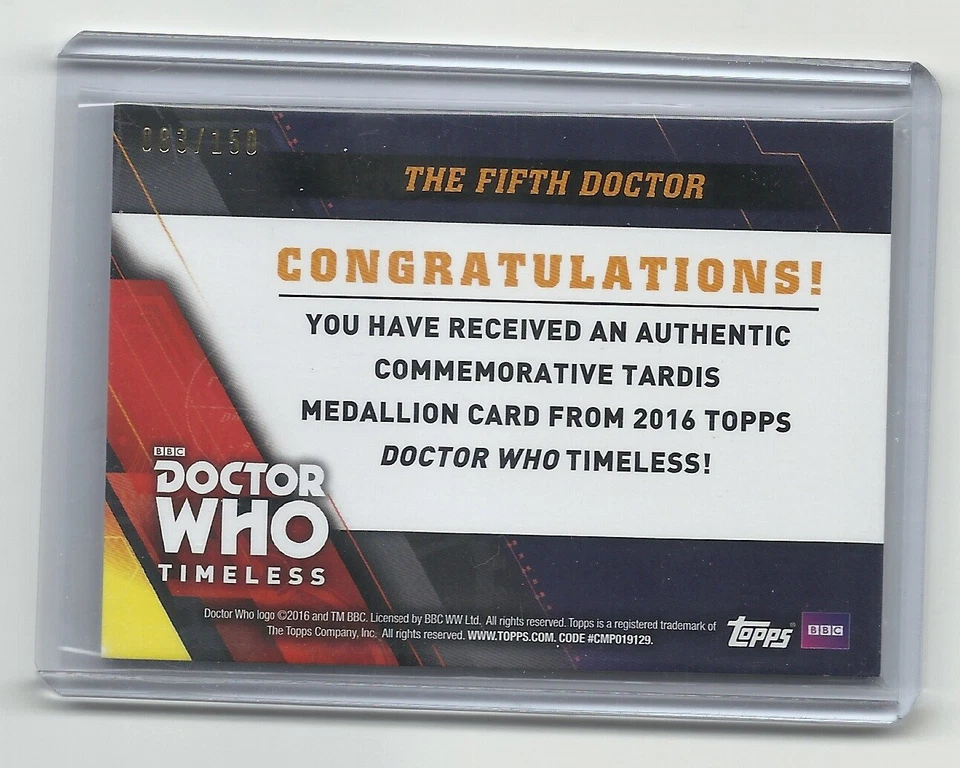 093/150
THE FIFTH DOCTOR
CONGRATULATIONS!
YOU HAVE RECEIVED AN AUTHENTIC
COMMEMORATIVE TARDIS
MEDALLION CARD FROM 2016 TOPPS
DOCTOR WHO TIMELESS!
BBC
DOCTOR
WHO
TIMELESS
Doctor Who logo ©2016 and TM BBC. Licensed by BBC WW Ltd. All rights reserved. Topps is a registered trademark of
The Topps Company, Inc. All rights reserved. WWW.TOPPS.COM. CODE #CMP019129.
Topps®
BBC